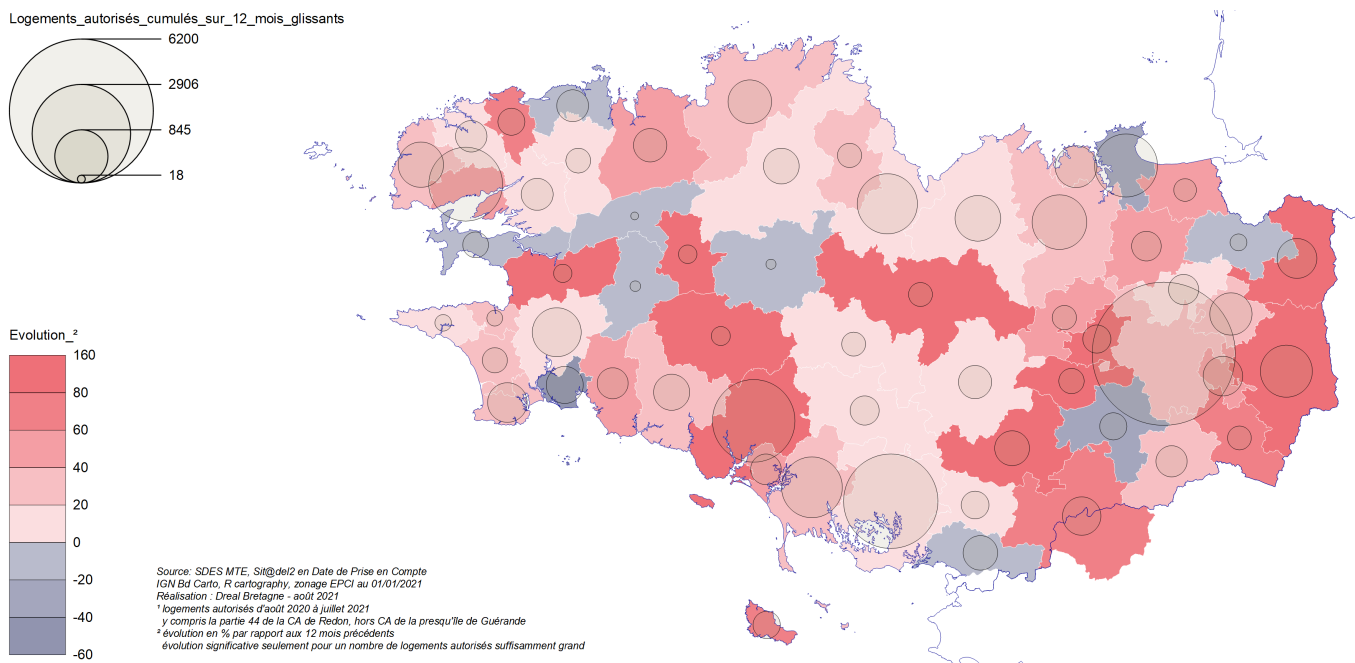 Logements_autorisés_cumulés_sur_12_mois_glissants
6200
2906
845
18
Evolution_²
160
80
60
40
20
0
-20
-40
-60
Source: SDES MTE, Sit@del2 en Date de Prise en Compte
IGN Bd Carto, R cartography, zonage EPCI au 01/01/2021
Réalisation : Dreal Bretagne - août 2021
¹ logements autorisés d'août 2020 à juillet 2021
y compris la partie 44 de la CA de Redon, hors CA de la presqu'île de Guérande
² évolution en % par rapport aux 12 mois précédents
évolution significative seulement pour un nombre de logements autorisés suffisamment grand